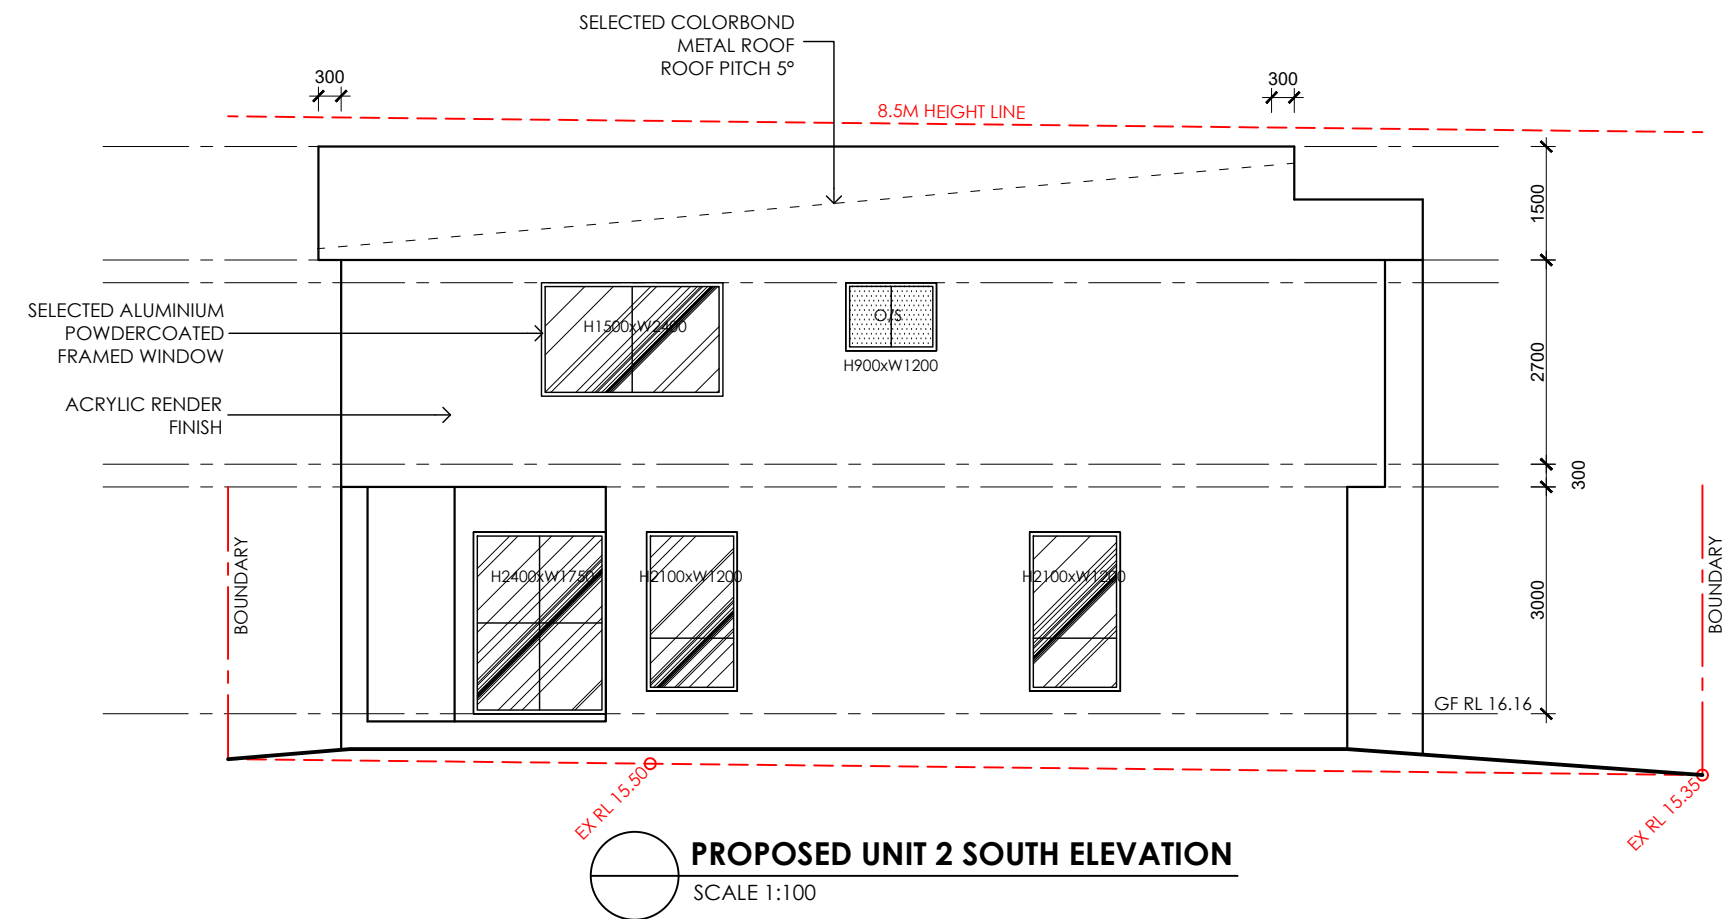 SELECTED COLORBOND
METAL ROOF
ROOF PITCH 5°
300
300
8.5M HEIGHT LINE
1500
SELECTED ALUMINIUM
POWDERCOATED
FRAMED WINDOW
H1500xW2400
O/S
H900xW1200
2700
ACRYLIC RENDER
FINISH
300
BOUNDARY
H2400xW1750
H2100xW1200
H2100xW1200
3000
BOUNDARY
GF RL 16.16
EX RL 15.50
EX RL 15.35
PROPOSED UNIT 2 SOUTH ELEVATION
SCALE 1:100